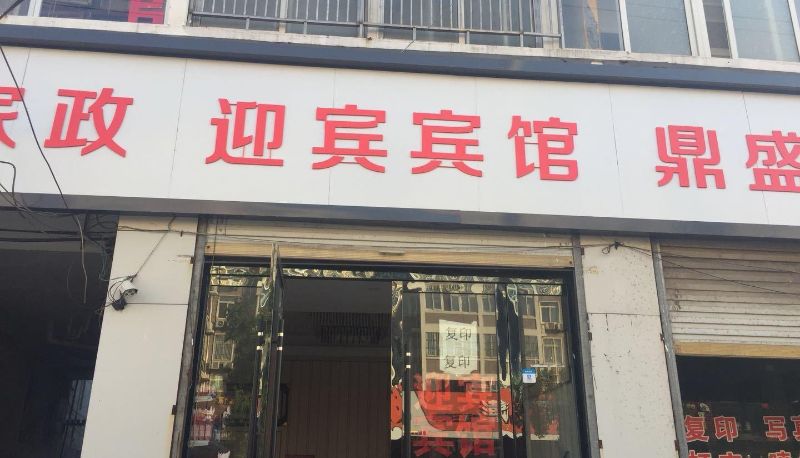 家政 迎宾宾馆 鼎盛
复印
复印
迎宾
宾馆
复印 写真